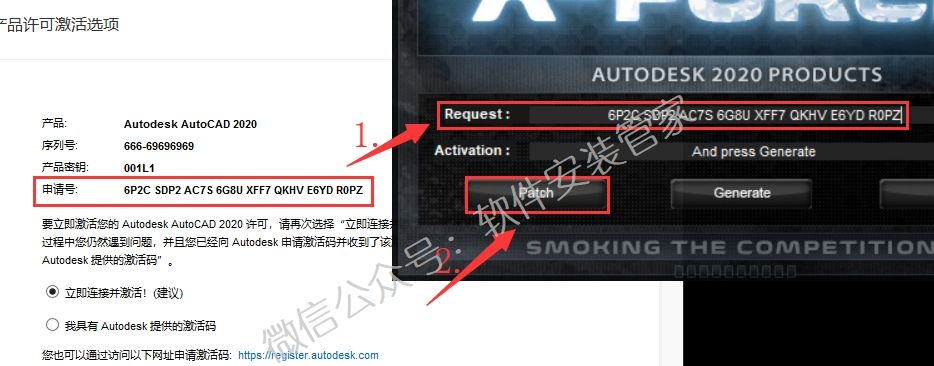 产品许可激活选项
产品: Autodesk AutoCAD 2020
序列号: 666-69696969
产品密钥: 001L1
申请号: 6P2C SDP2 AC7S 6G8U XFF7 QKHV E6YD R0PZ
要立即激活您的 Autodesk AutoCAD 2020 许可，请再次选择“立即连接并
过程中您仍然遇到问题，并且您已经向 Autodesk 申请激活码并收到了该
Autodesk 提供的激活码”。
立即连接并激活! (建议)
我具有 Autodesk 提供的激活码
您也可以通过访问以下网址申请激活码: https://register.autodesk.com
X-FORCE
AUTODESK 2020 PRODUCTS
1.
Request : 6P2C SDP2 AC7S 6G8U XFF7 QKHV E6YD R0PZ
Activation : And press Generate
Patch Generate
2.
SMOKING THE COMPETITION
微信公众号：软件安装管家